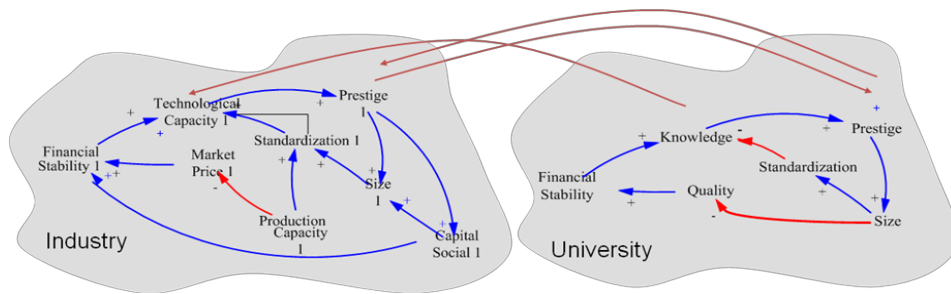 Technological
Capacity 1
Prestige
1
Standardization 1
Financial
Stability 1
Market
Price 1
Size
1
Production
Capacity
1
Capital
Social 1
Industry
+
+
+
+
+
+
+
+
+
++
-
Knowledge
Prestige
Standardization
Financial
Stability
Quality
Size
University
+
+
+
+
+
+
-
-